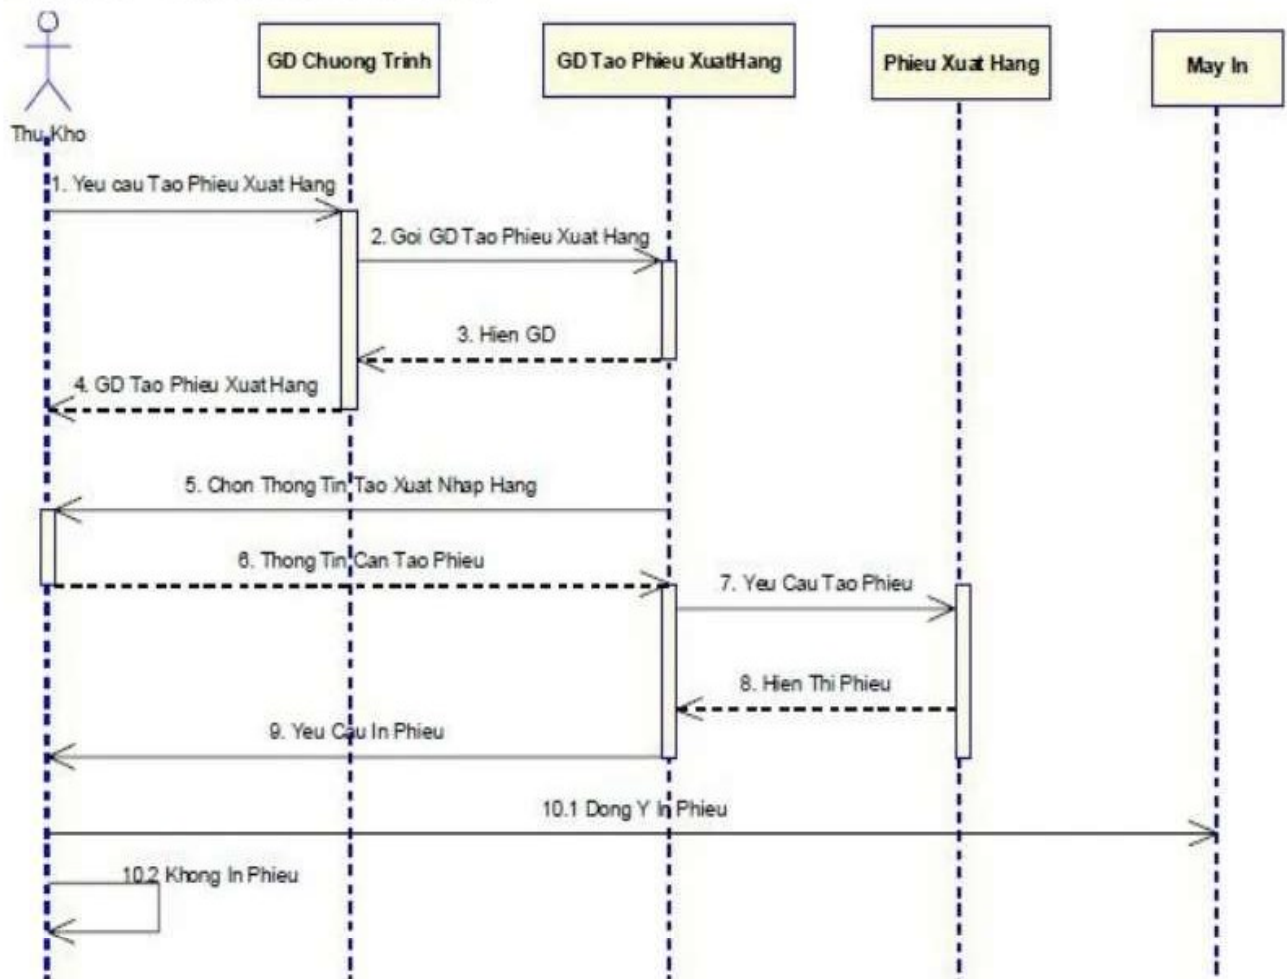 GD Chuong Trinh
GD Tao Phieu XuatHang
Phieu Xuat Hang
May In
Thu Kho
1. Yeu cau Tao Phieu Xuat Hang
2. Goi GD Tao Phieu Xuat Hang
3. Hien GD
4. GD Tao Phieu XuatHang
5. Chon Thong Tin Tao Xuat Nhap Hang
6. Thong Tin Can Tao Phieu
7. Yeu Cau Tao Phieu
8. Hien Thi Phieu
9. Yeu Cau In Phieu
10.1 Dong Y In Phieu
10.2 Khong In Phieu